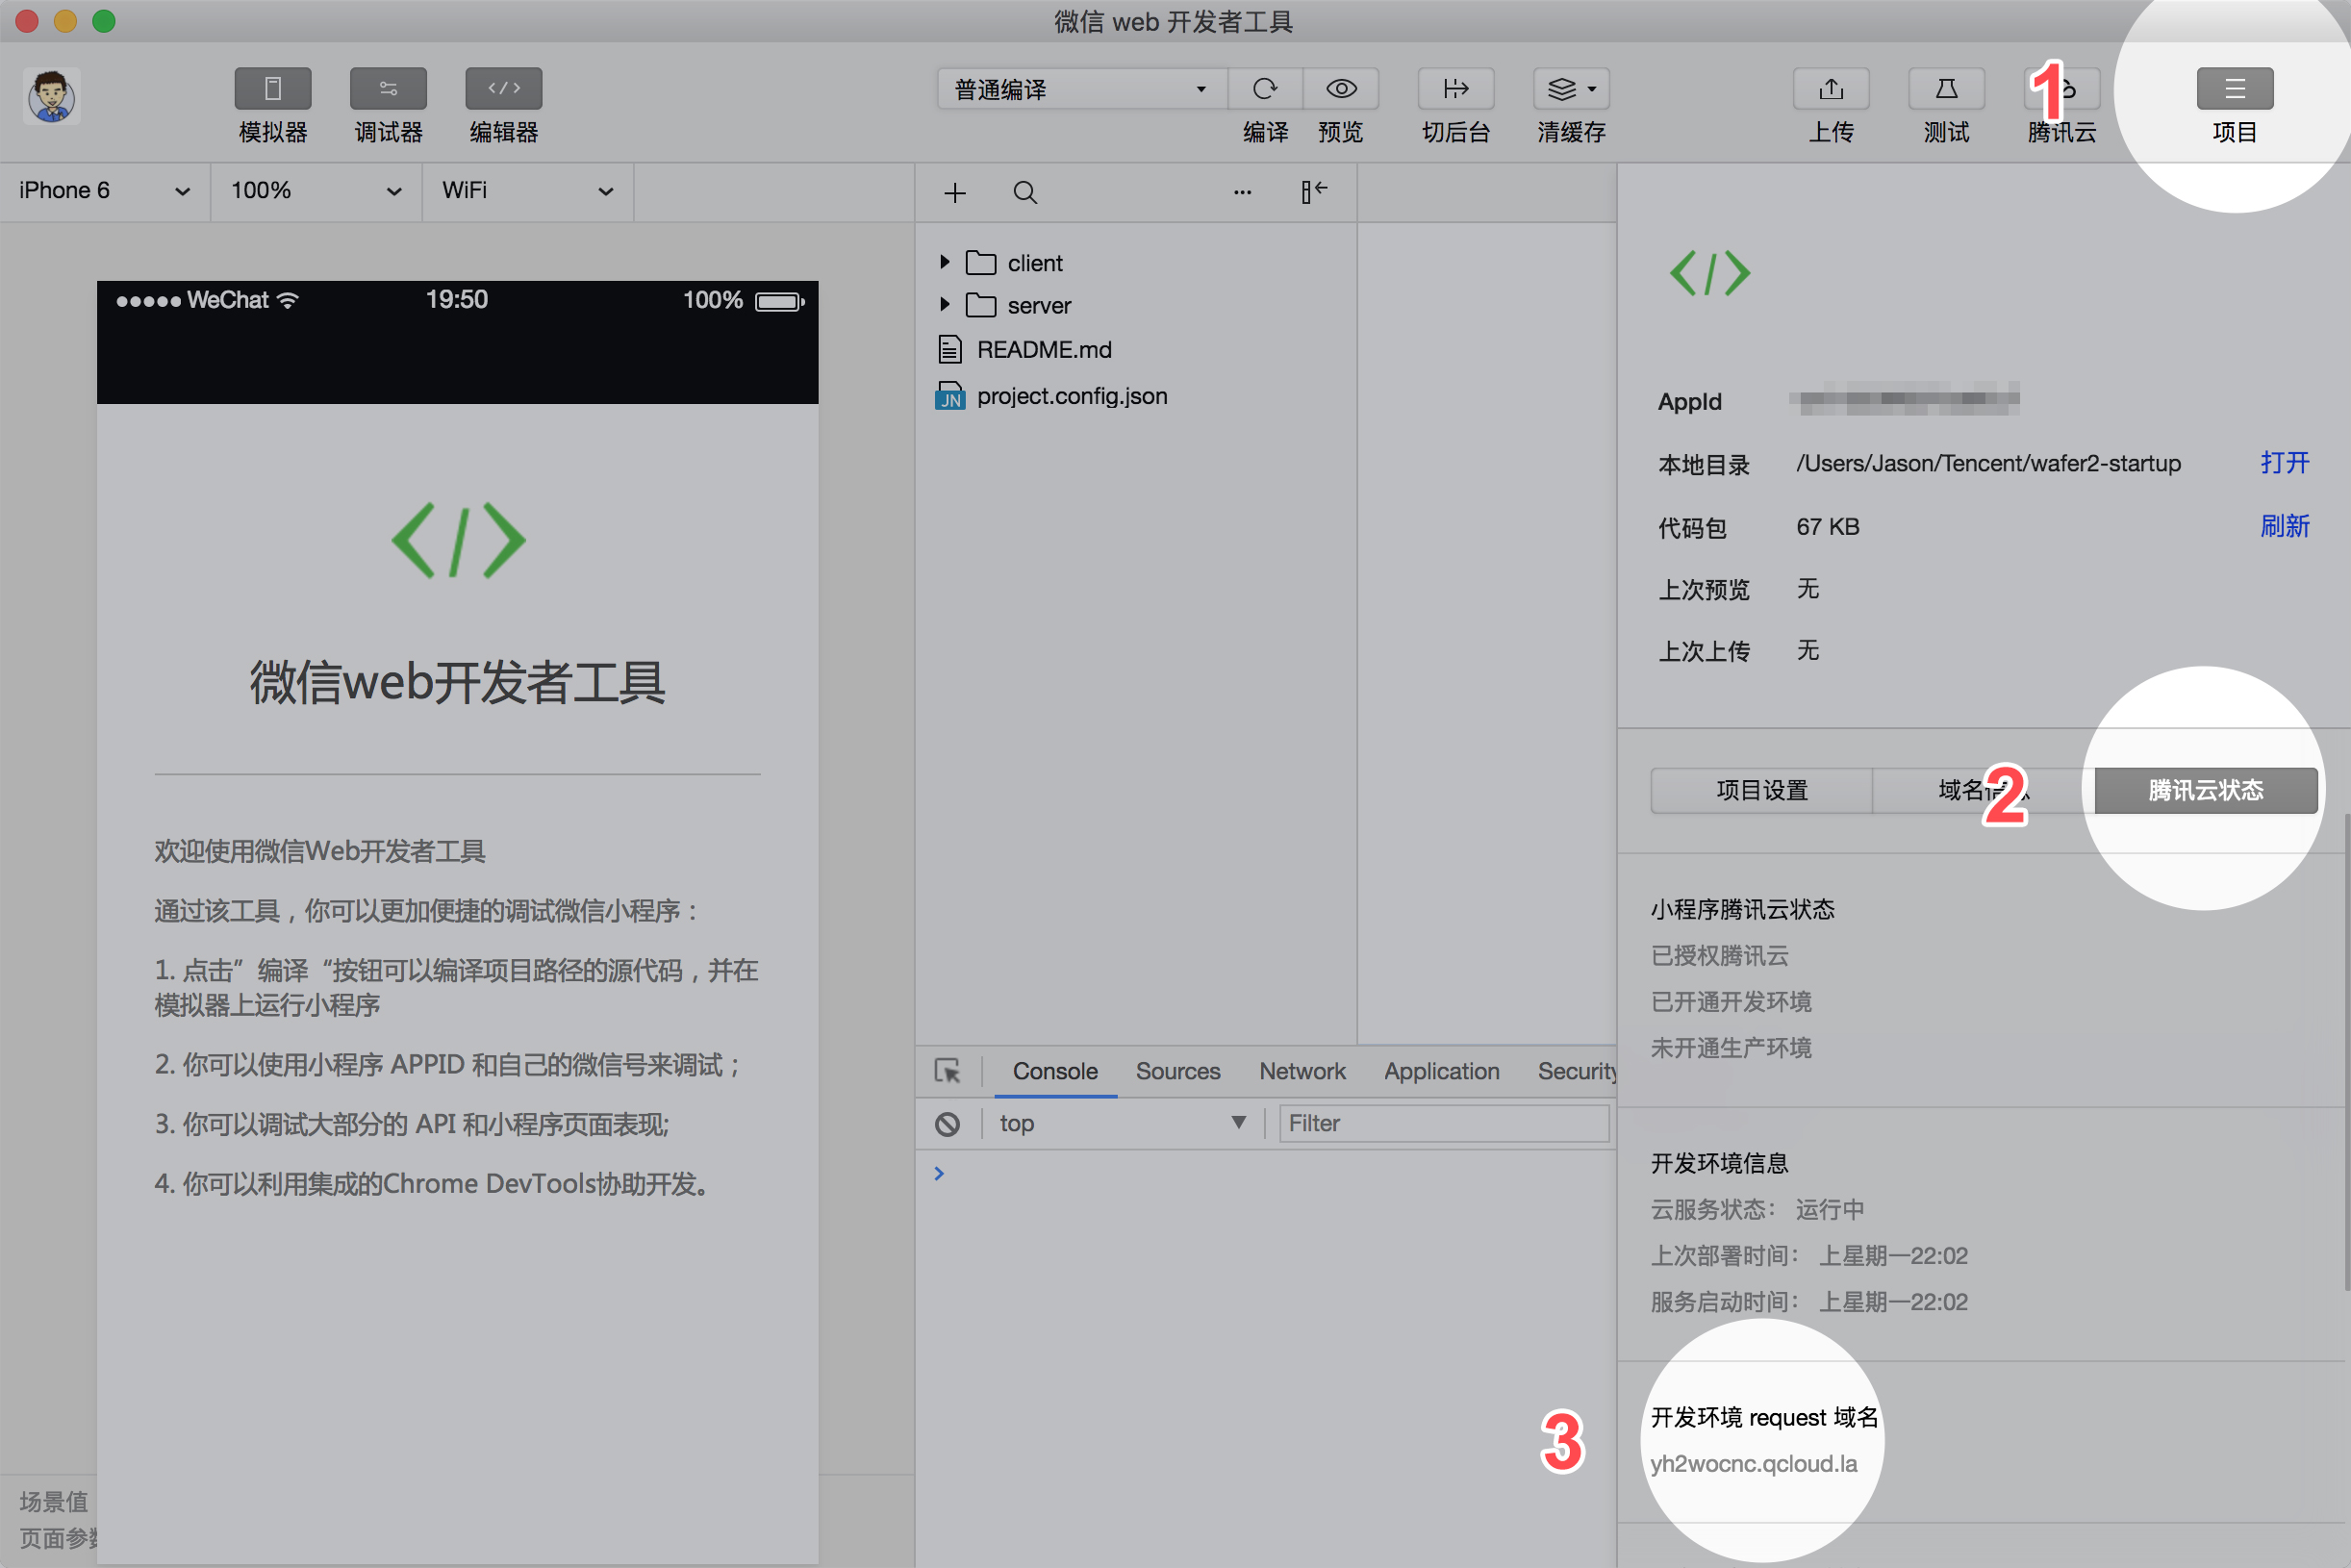 微信 web 开发者工具
模拟器
调试器
编辑器
普通编译
编译
预览
切后台
清缓存
上传
测试
腾讯云
项目
1
iPhone 6
100%
WiFi
WeChat
19:50
100%
</>
微信web开发者工具
欢迎使用微信Web开发者工具
通过该工具，你可以更加便捷的调试微信小程序：
1. 点击”编译“按钮可以编译项目路径的源代码，并在
模拟器上运行小程序
2. 你可以使用小程序 APPID 和自己的微信号来调试；
3. 你可以调试大部分的 API 和小程序页面表现;
4. 你可以利用集成的Chrome DevTools协助开发。
场景值
页面参
client
server
README.md
JN project.config.json
Console Sources Network Application Security
top
Filter
</>
AppId
本地目录 /Users/Jason/Tencent/wafer2-startup 打开
代码包 67 KB 刷新
上次预览 无
上次上传 无
项目设置
域名
2
腾讯云状态
小程序腾讯云状态
已授权腾讯云
已开通开发环境
未开通生产环境
开发环境信息
云服务状态： 运行中
上次部署时间： 上星期一22:02
服务启动时间： 上星期一22:02
3
开发环境 request 域名
yh2wocnc.qcloud.la